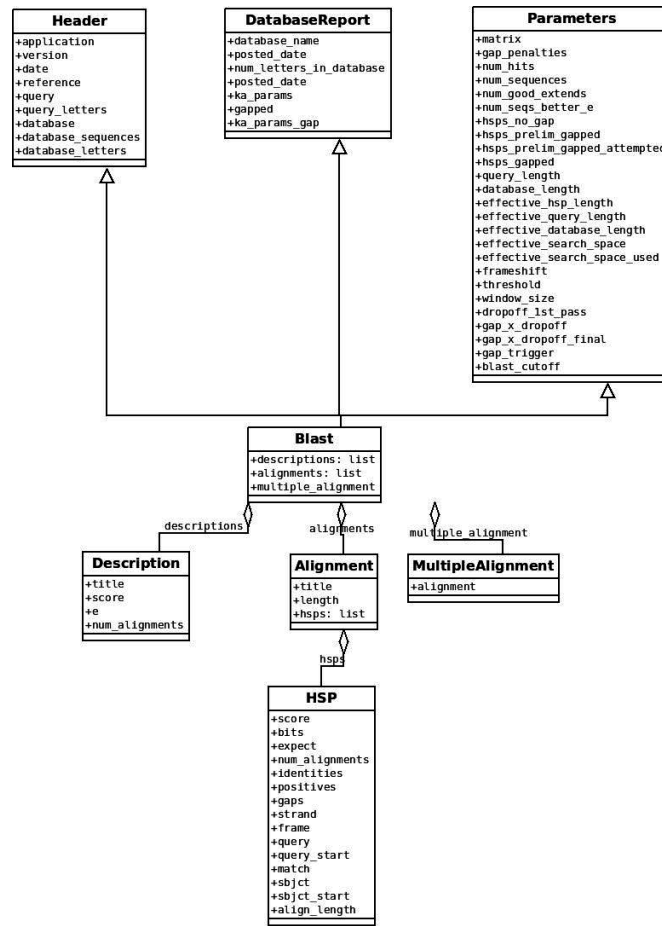 Header
+application
+version
+date
+reference
+query
+query_letters
+database
+database_sequences
+database_letters
DatabaseReport
+database_name
+posted_date
+num_letters_in_database
+posted_date
+ka_params
+gapped
+ka_params_gap
Parameters
+matrix
+gap_penalties
+num_hits
+num_sequences
+num_good_extends
+num_seqs_better_e
+hsps_no_gap
+hsps_prelim_gapped
+hsps_prelim_gapped_attempted
+hsps_gapped
+query_length
+database_length
+effective_hsp_length
+effective_query_length
+effective_database_length
+effective_search_space
+effective_search_space_used
+frameshift
+threshold
+window_size
+dropoff_1st_pass
+gap_x_dropoff
+gap_x_dropoff_final
+gap_trigger
+blast_cutoff
Blast
+descriptions: list
+alignments: list
+multiple_alignment
descriptions
alignments
multiple_alignment
Description
+title
+score
+e
+num_alignments
Alignment
+title
+length
+hsps: list
MultipleAlignment
+alignment
hsps
HSP
+score
+bits
+expect
+num_alignments
+identities
+positives
+gaps
+strand
+frame
+query
+query_start
+match
+sbjct
+sbjct_start
+align_length